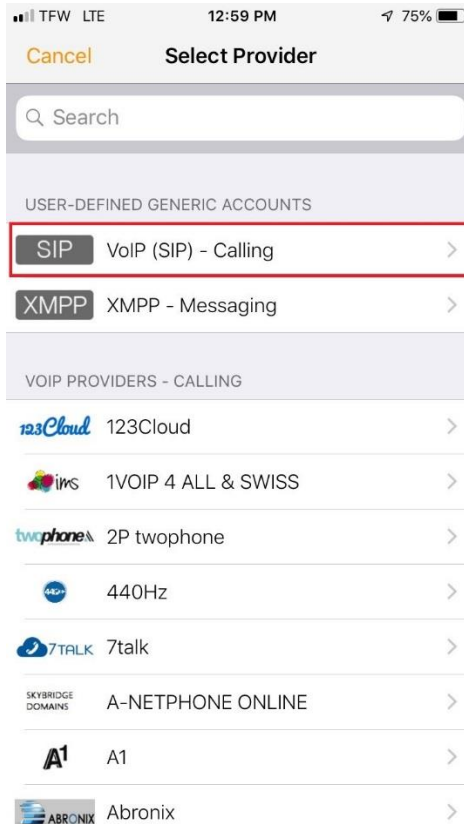 TFW LTE 12:59 PM 75%
Cancel Select Provider
Search
USER-DEFINED GENERIC ACCOUNTS
SIP VoIP (SIP) - Calling
XMPP XMPP - Messaging
VOIP PROVIDERS - CALLING
123Cloud 123Cloud
ims 1VOIP 4 ALL & SWISS
twophone 2P twophone
440Hz
7TALK 7talk
SKYBRIDGE
DOMAINS A-NETPHONE ONLINE
A1 A1
ABRONIX Abronix